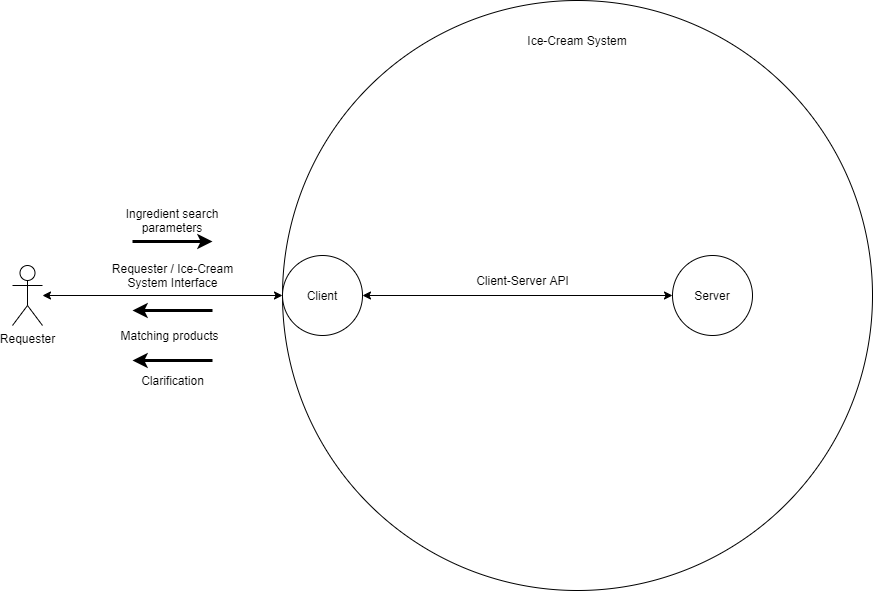 Ice-Cream System
Ingredient search
parameters
Requester / Ice-Cream
System Interface
Client-Server API
Client
Server
Requester
Matching products
Clarification